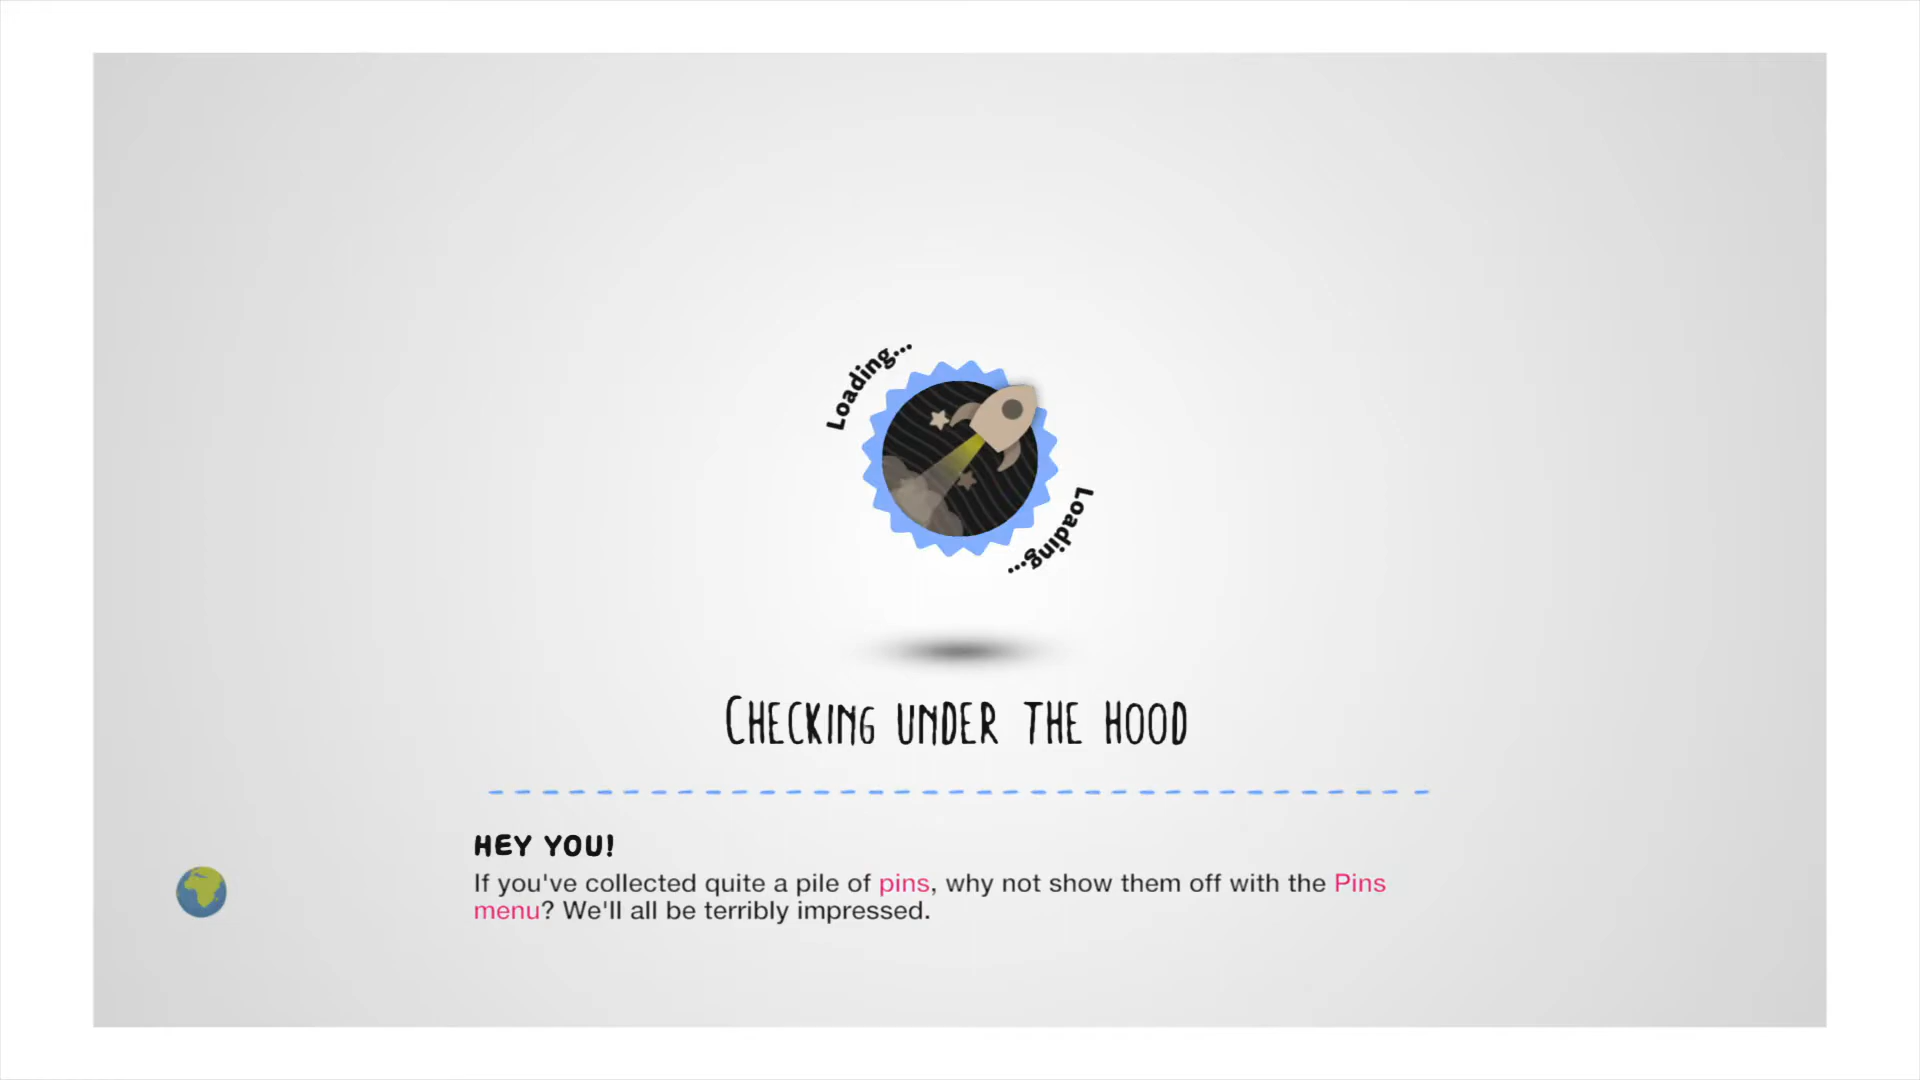 Loading...
Loading...
CHECKING UNDER THE HOOD
HEY YOU!
If you've collected quite a pile of pins, why not show them off with the Pins
menu? We'll all be terribly impressed.